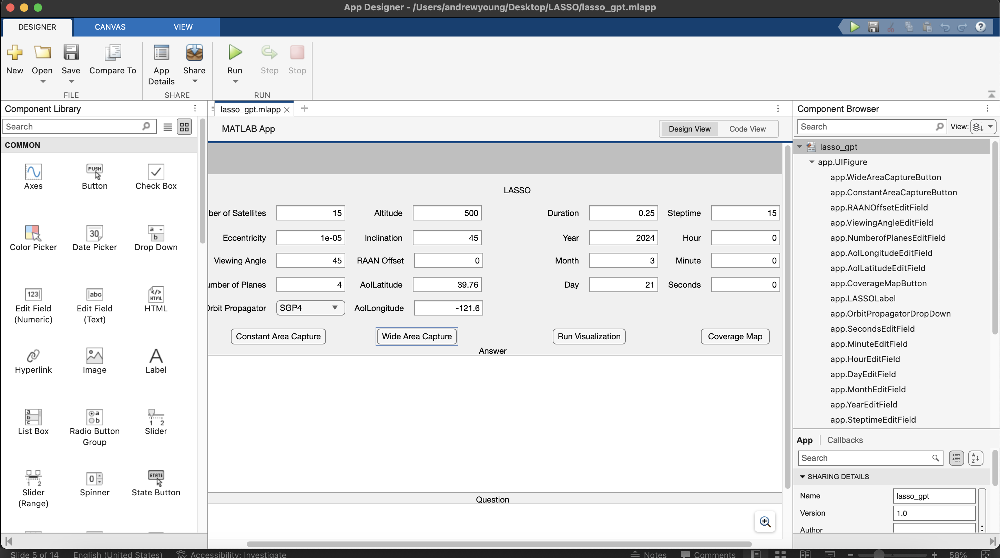 App Designer - /Users/andrewyoung/Desktop/LASSO/lasso_gpt.mlapp
DESIGNER CANVAS VIEW
New Open Save Compare To App Details Share Run Step Stop
FILE SHARE RUN
Component Library
Search
COMMON
Axes Button Check Box
Color Picker Date Picker Drop Down
Edit Field (Numeric) Edit Field (Text) HTML
Hyperlink Image Label
List Box Radio Button Group Slider
Slider (Range) Spinner State Button
lasso_gpt.mlapp
MATLAB App
Design View Code View
LASSO
ber of Satellites 15 Altitude 500 Duration 0.25 Steptime 15
Eccentricity 1e-05 Inclination 45 Year 2024 Hour 0
Viewing Angle 45 RAAN Offset 0 Month 3 Minute 0
umber of Planes 4 AoILatitude 39.76 Day 21 Seconds 0
Orbit Propagator SGP4 AoILongitude -121.6
Constant Area Capture Wide Area Capture Run Visualization Coverage Map
Answer
Question
Component Browser
Search View:
lasso_gpt
app.UIFigure
app.WideAreaCaptureButton
app.ConstantAreaCaptureButton
app.RAANOffsetEditField
app.ViewingAngleEditField
app.NumberofPlanesEditField
app.AoILongitudeEditField
app.AoILatitudeEditField
app.CoverageMapButton
app.LASSOLabel
app.OrbitPropagatorDropDown
app.SecondsEditField
app.MinuteEditField
app.HourEditField
app.DayEditField
app.MonthEditField
app.YearEditField
app.SteptimeEditField
App Callbacks
Search
SHARING DETAILS
Name lasso_gpt
Version 1.0
Author
Slide 5 of 14 English (United States) Accessibility: Investigate Notes Comments 58%